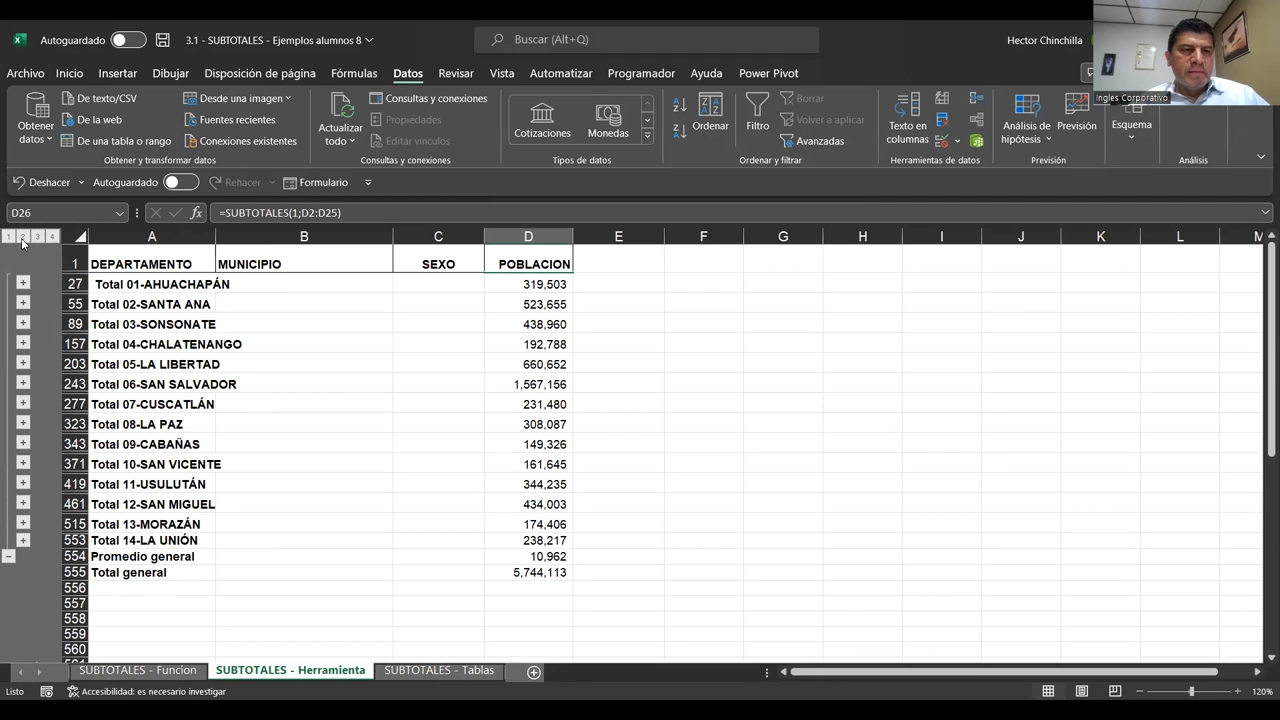 Autoguardado
3.1 - SUBTOTALES - Ejemplos alumnos 8
Buscar (Alt+Q)
Hector Chinchilla
Ingles Corporativo
Archivo Inicio Insertar Dibujar Disposición de página Fórmulas Datos Revisar Vista Automatizar Programador Ayuda Power Pivot
Obtener datos
De texto/CSV
De la web
De una tabla o rango
Desde una imagen
Fuentes recientes
Conexiones existentes
Obtener y transformar datos
Actualizar todo
Consultas y conexiones
Propiedades
Editar vínculos
Consultas y conexiones
Cotizaciones
Monedas
Tipos de datos
Ordenar
Filtro
Borrar
Volver a aplicar
Avanzadas
Ordenar y filtrar
Texto en columnas
Herramientas de datos
Análisis de hipótesis
Previsión
Previsión
Esquema
Análisis
Deshacer Autoguardado Rehacer Formulario
D26 fx =SUBTOTALES(1;D2:D25)
1 2 3 4 A B C D E F G H I J K L M
1 DEPARTAMENTO MUNICIPIO SEXO POBLACION
27 Total 01-AHUACHAPÁN 319,503
55 Total 02-SANTA ANA 523,655
89 Total 03-SONSONATE 438,960
157 Total 04-CHALATENANGO 192,788
203 Total 05-LA LIBERTAD 660,652
243 Total 06-SAN SALVADOR 1,567,156
277 Total 07-CUSCATLÁN 231,480
323 Total 08-LA PAZ 308,087
343 Total 09-CABAÑAS 149,326
371 Total 10-SAN VICENTE 161,645
419 Total 11-USULUTÁN 344,235
461 Total 12-SAN MIGUEL 434,003
515 Total 13-MORAZÁN 174,406
553 Total 14-LA UNIÓN 238,217
554 Promedio general 10,962
555 Total general 5,744,113
556
557
558
559
560
SUBTOTALES - Funcion SUBTOTALES - Herramienta SUBTOTALES - Tablas
Listo Accesibilidad: es necesario investigar 120%